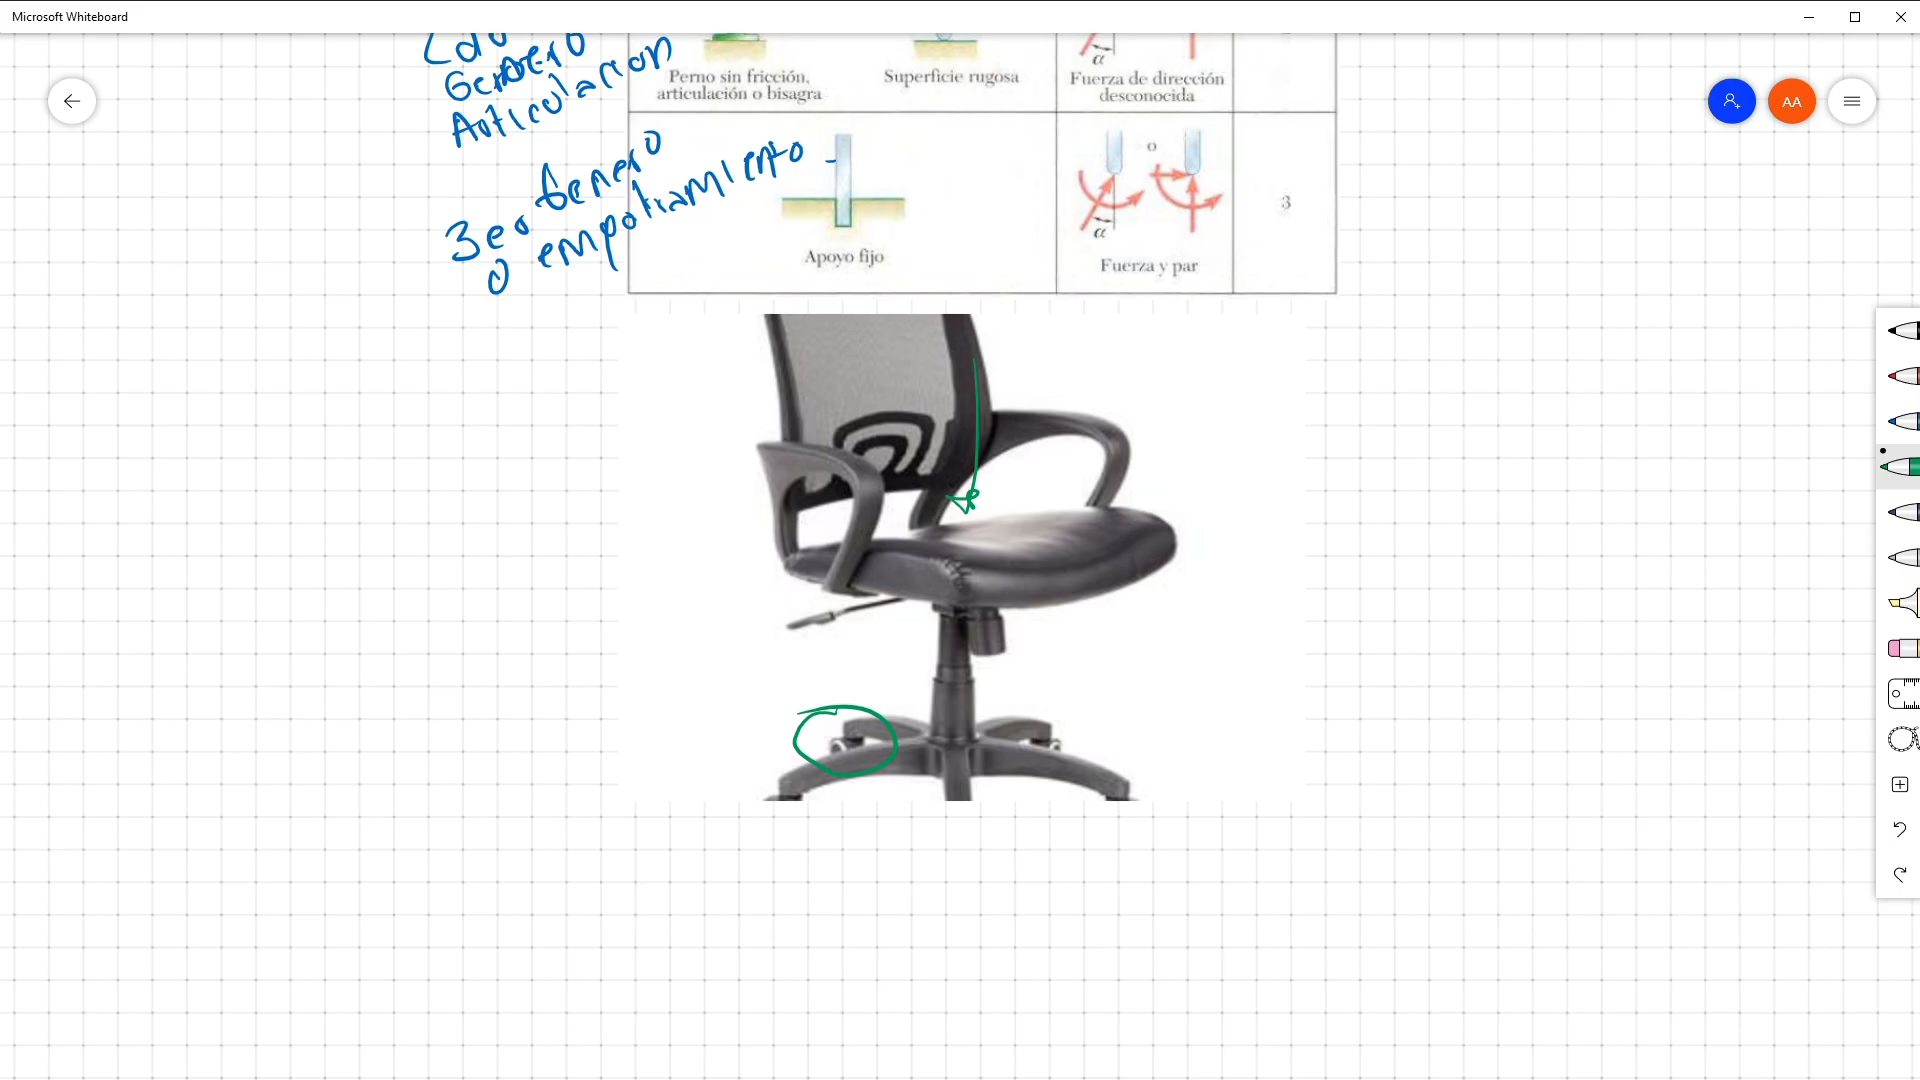 Microsoft Whiteboard
2do
Genero
Articulacion
Perno sin fricción,
articulación o bisagra
Superficie rugosa
α
Fuerza de dirección
desconocida
AA
3er Genero
o empotramiento
Apoyo fijo
o
α
Fuerza y par
3